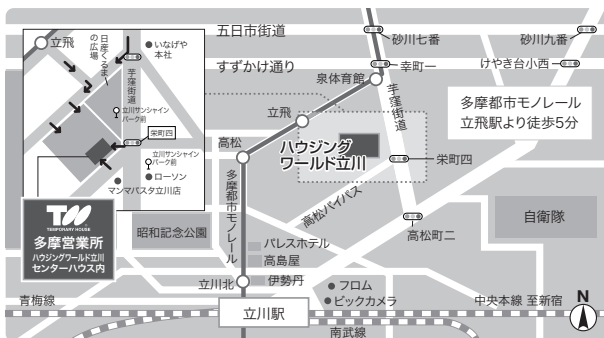 五日市街道
砂川七番
砂川九番
すずかけ通り
幸町一
けやき台小西
泉体育館
芋窪街道
多摩都市モノレール
立飛駅より徒歩5分
立飛
ハウジング
ワールド立川
栄町四
高松
多摩都市モノレール
高松バイパス
高松町二
自衛隊
昭和記念公園
パレスホテル
高島屋
伊勢丹
立川北
フロム
ビックカメラ
青梅線
立川駅
中央本線 至新宿
南武線
N
立飛
日産くるま
の広場
いなげや
本社
芋窪街道
立川サンシャイン
パーク前
栄町四
立川サンシャイン
パーク前
ローソン
マンマパスタ立川店
TEMPORARY HOUSE
多摩営業所
ハウジングワールド立川
センターハウス内